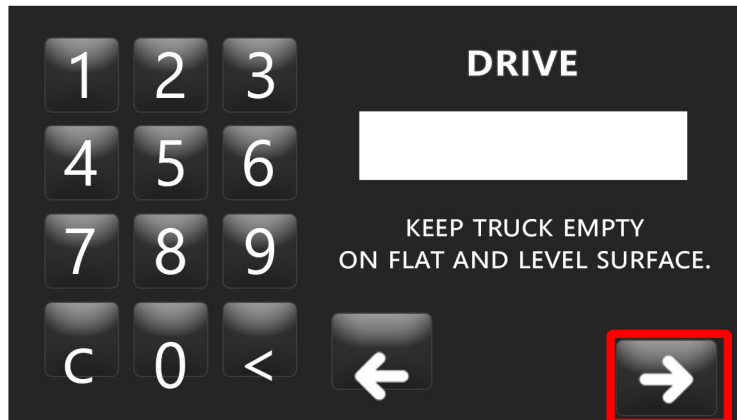 1 2 3
4 5 6
7 8 9
C 0 <
DRIVE
KEEP TRUCK EMPTY
ON FLAT AND LEVEL SURFACE.